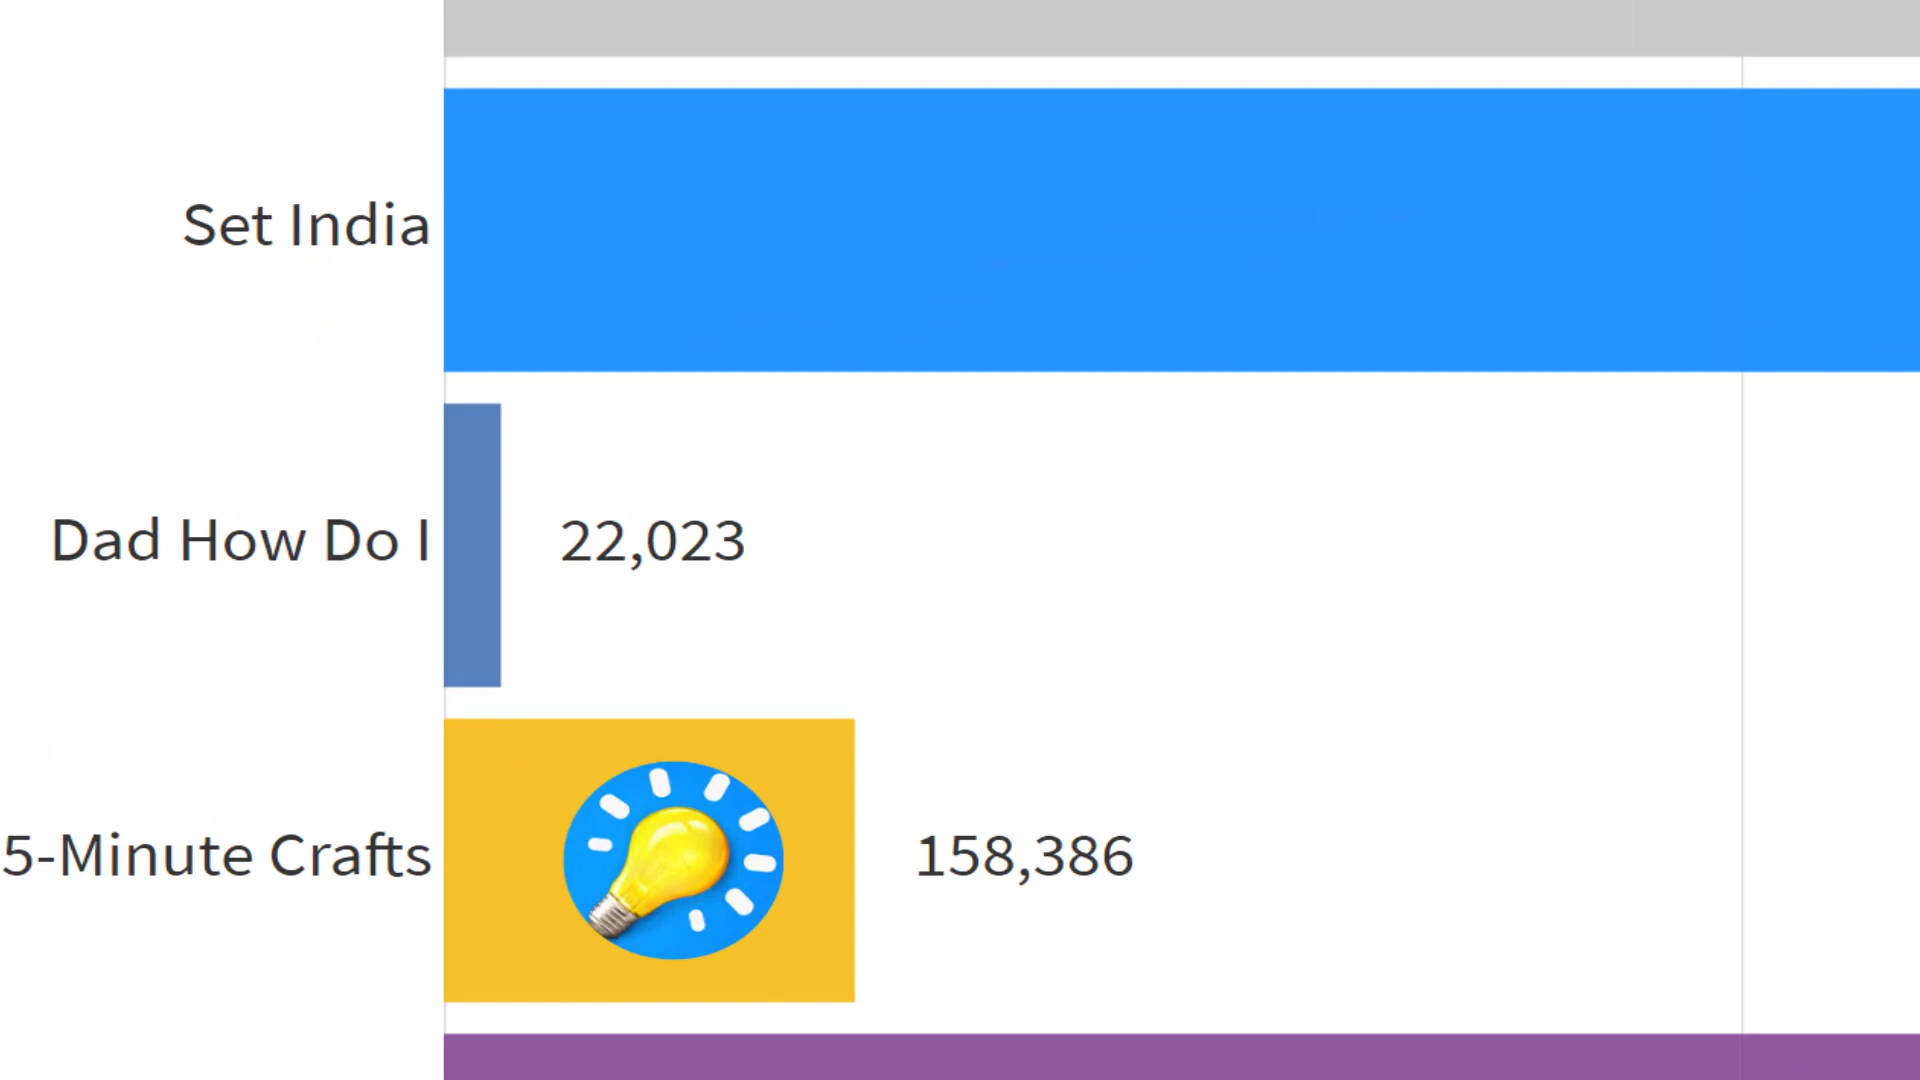 Set India
Dad How Do I
22,023
5-Minute Crafts
158,386